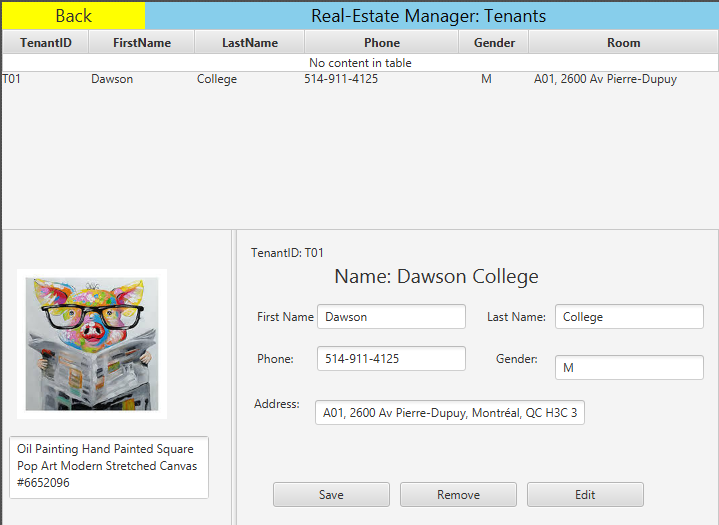 Back
Real-Estate Manager: Tenants
TenantID FirstName LastName Phone Gender Room
No content in table
T01 Dawson College 514-911-4125 M A01, 2600 Av Pierre-Dupuy
TenantID: T01
Name: Dawson College
First Name Dawson Last Name: College
Phone: 514-911-4125 Gender: M
Address: A01, 2600 Av Pierre-Dupuy, Montréal, QC H3C 3
Oil Painting Hand Painted Square
Pop Art Modern Stretched Canvas
#6652096
Save Remove Edit